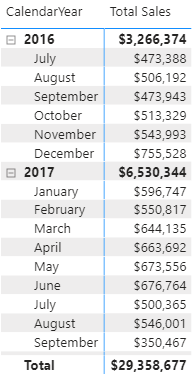 CalendarYear Total Sales
2016 $3,266,374
July $473,388
August $506,192
September $473,943
October $513,329
November $543,993
December $755,528
2017 $6,530,344
January $596,747
February $550,817
March $644,135
April $663,692
May $673,556
June $676,764
July $500,365
August $546,001
September $350,467
Total $29,358,677